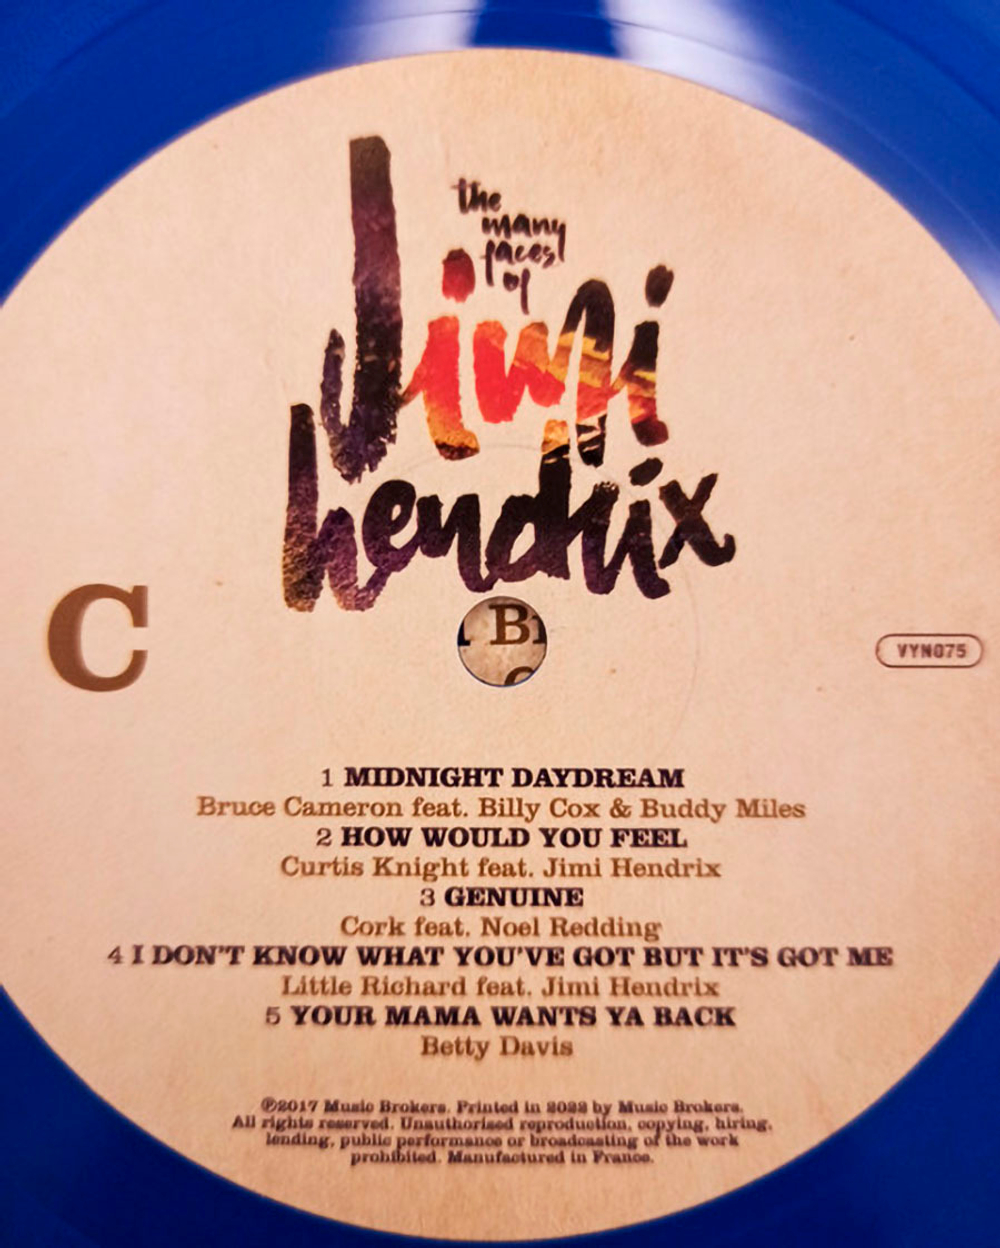 the
many
faces
of
Jimi
hendrix
C
B
VYN075
1 MIDNIGHT DAYDREAM
Bruce Cameron feat. Billy Cox & Buddy Miles
2 HOW WOULD YOU FEEL
Curtis Knight feat. Jimi Hendrix
3 GENUINE
Cork feat. Noel Redding
4 I DON'T KNOW WHAT YOU'VE GOT BUT IT'S GOT ME
Little Richard feat. Jimi Hendrix
5 YOUR MAMA WANTS YA BACK
Betty Davis
℗2017 Music Brokers. Printed in 2022 by Music Brokers.
All rights reserved. Unauthorised reproduction, copying, hiring,
lending, public performance or broadcasting of the work
prohibited. Manufactured in France.